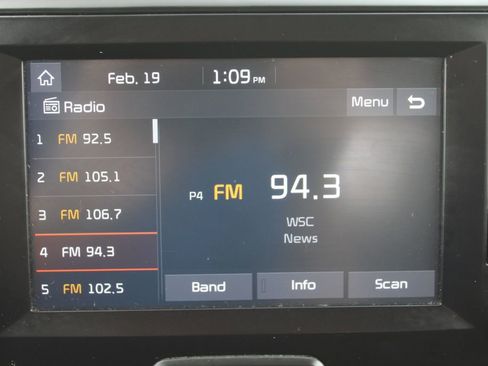 Feb. 19 1:09 PM
Radio Menu
1 FM 92.5
2 FM 105.1
3 FM 106.7
4 FM 94.3
5 FM 102.5
P4 FM 94.3
WSC
News
Band Info Scan